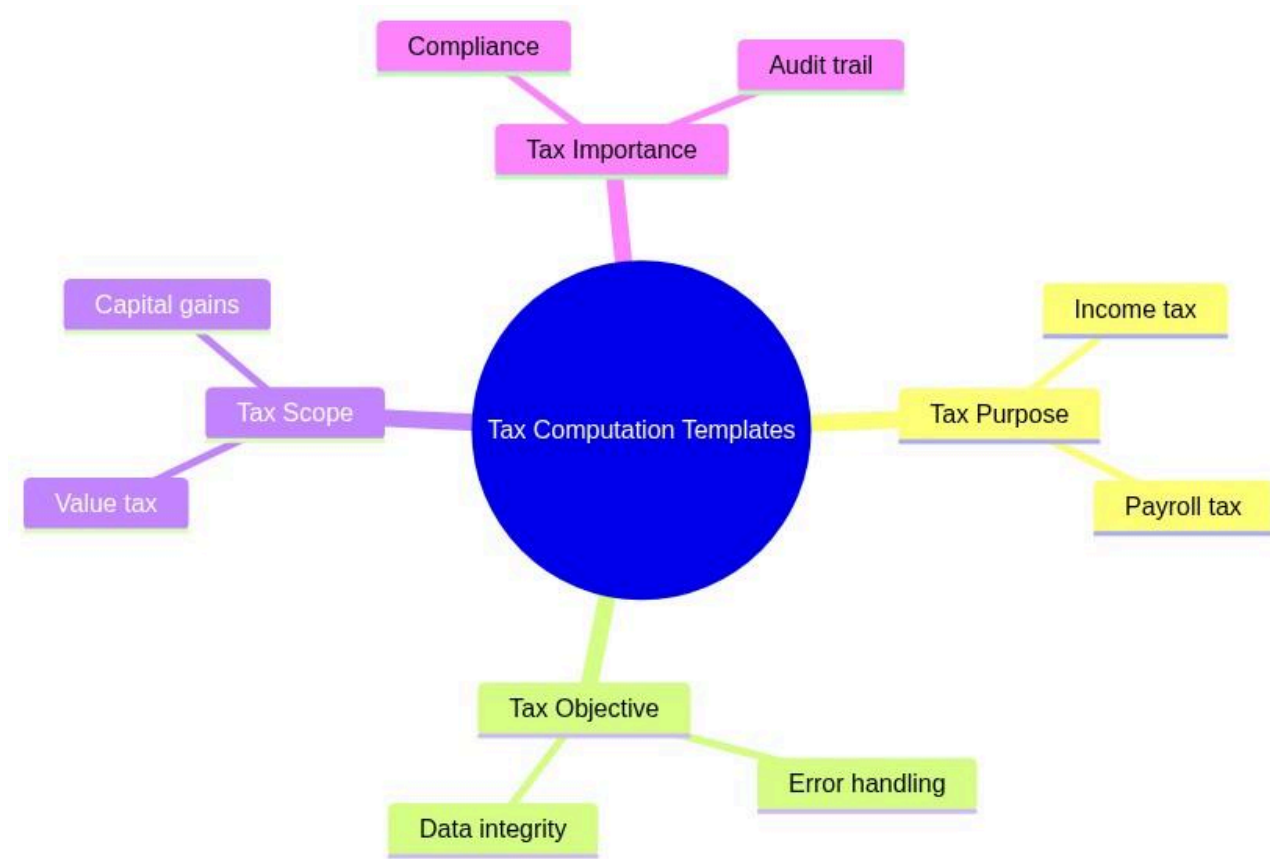 Compliance
Audit trail
Tax Importance
Capital gains
Income tax
Tax Scope
Tax Computation Templates
Tax Purpose
Value tax
Payroll tax
Tax Objective
Error handling
Data integrity